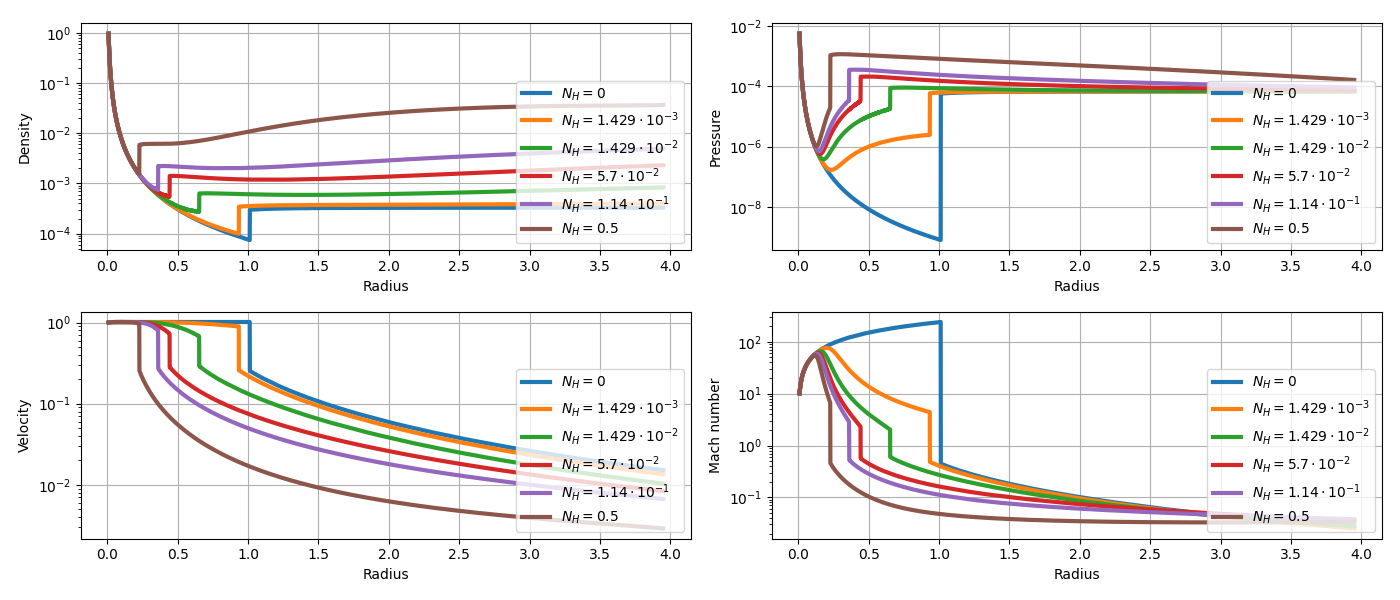 Density
10⁰
10⁻¹
10⁻²
10⁻³
10⁻⁴
0.0 0.5 1.0 1.5 2.0 2.5 3.0 3.5 4.0
Radius
N_H = 0
N_H = 1.429 · 10⁻³
N_H = 1.429 · 10⁻²
N_H = 5.7 · 10⁻²
N_H = 1.14 · 10⁻¹
N_H = 0.5
Pressure
10⁻²
10⁻⁴
10⁻⁶
10⁻⁸
0.0 0.5 1.0 1.5 2.0 2.5 3.0 3.5 4.0
Radius
N_H = 0
N_H = 1.429 · 10⁻³
N_H = 1.429 · 10⁻²
N_H = 5.7 · 10⁻²
N_H = 1.14 · 10⁻¹
N_H = 0.5
Velocity
10⁰
10⁻¹
10⁻²
0.0 0.5 1.0 1.5 2.0 2.5 3.0 3.5 4.0
Radius
N_H = 0
N_H = 1.429 · 10⁻³
N_H = 1.429 · 10⁻²
N_H = 5.7 · 10⁻²
N_H = 1.14 · 10⁻¹
N_H = 0.5
Mach number
10²
10¹
10⁰
10⁻¹
0.0 0.5 1.0 1.5 2.0 2.5 3.0 3.5 4.0
Radius
N_H = 0
N_H = 1.429 · 10⁻³
N_H = 1.429 · 10⁻²
N_H = 5.7 · 10⁻²
N_H = 1.14 · 10⁻¹
N_H = 0.5